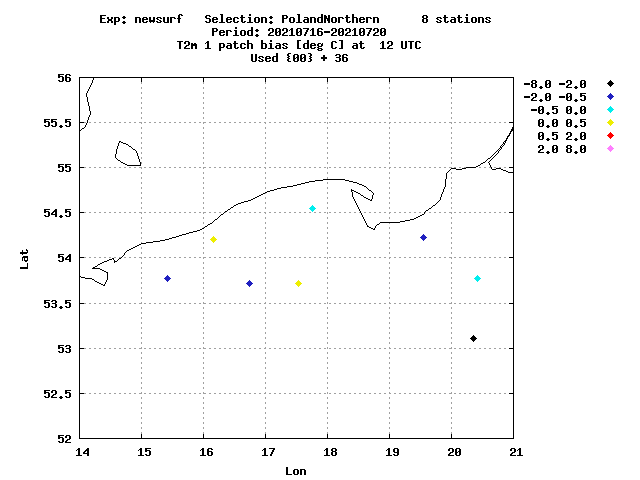 Exp: newsurf Selection: PolandNorthern 8 stations
Period: 20210716-20210720
T2m 1 patch bias [deg C] at 12 UTC
Used {00} + 36
-8.0 -2.0
-2.0 -0.5
-0.5 0.0
0.0 0.5
0.5 2.0
2.0 8.0
56
55.5
55
54.5
54
53.5
53
52.5
52
Lat
14 15 16 17 18 19 20 21
Lon